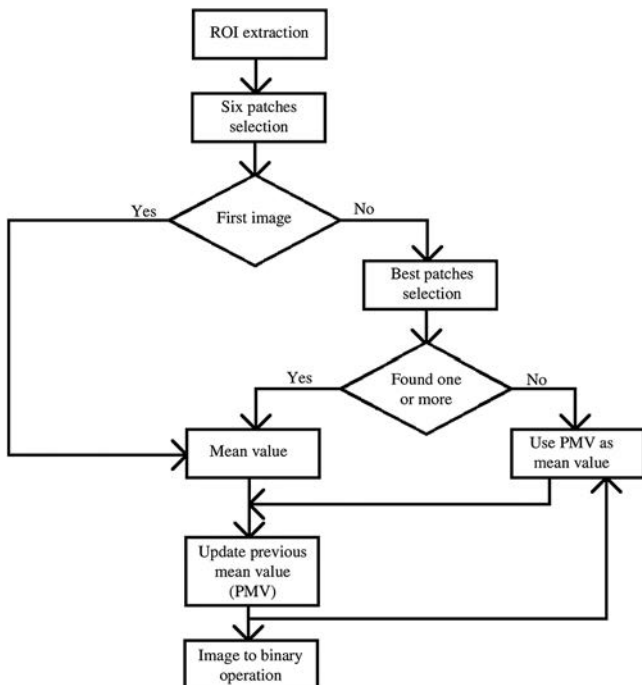 ROI extraction
Six patches
selection
Yes
First image
No
Best patches
selection
Yes
Found one
or more
No
Mean value
Use PMV as
mean value
Update previous
mean value
(PMV)
Image to binary
operation